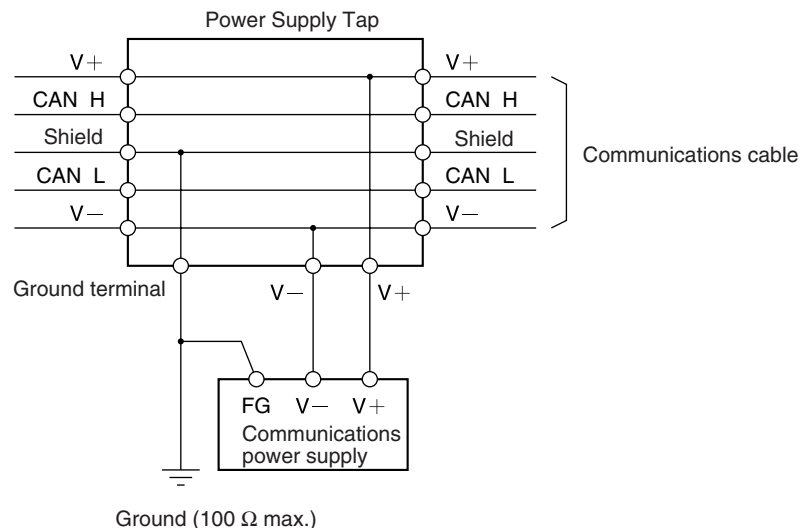 Power Supply Tap
V+ V+
CAN H CAN H
Shield Shield
Communications cable
CAN L CAN L
V− V−
Ground terminal V− V+
FG V− V+
Communications
power supply
Ground (100 Ω max.)